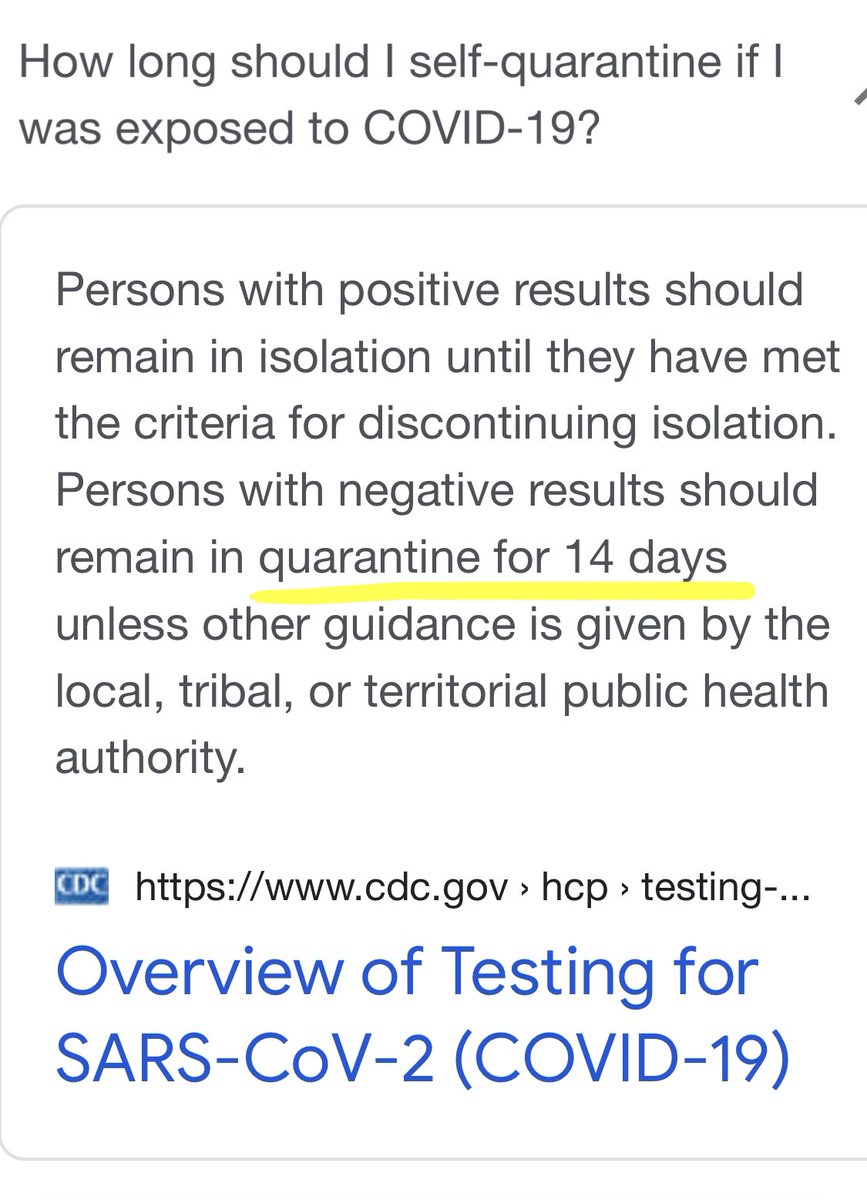 How long should I self-quarantine if I
was exposed to COVID-19?
Persons with positive results should
remain in isolation until they have met
the criteria for discontinuing isolation.
Persons with negative results should
remain in quarantine for 14 days
unless other guidance is given by the
local, tribal, or territorial public health
authority.
CDC https://www.cdc.gov › hcp › testing-...
Overview of Testing for
SARS-CoV-2 (COVID-19)